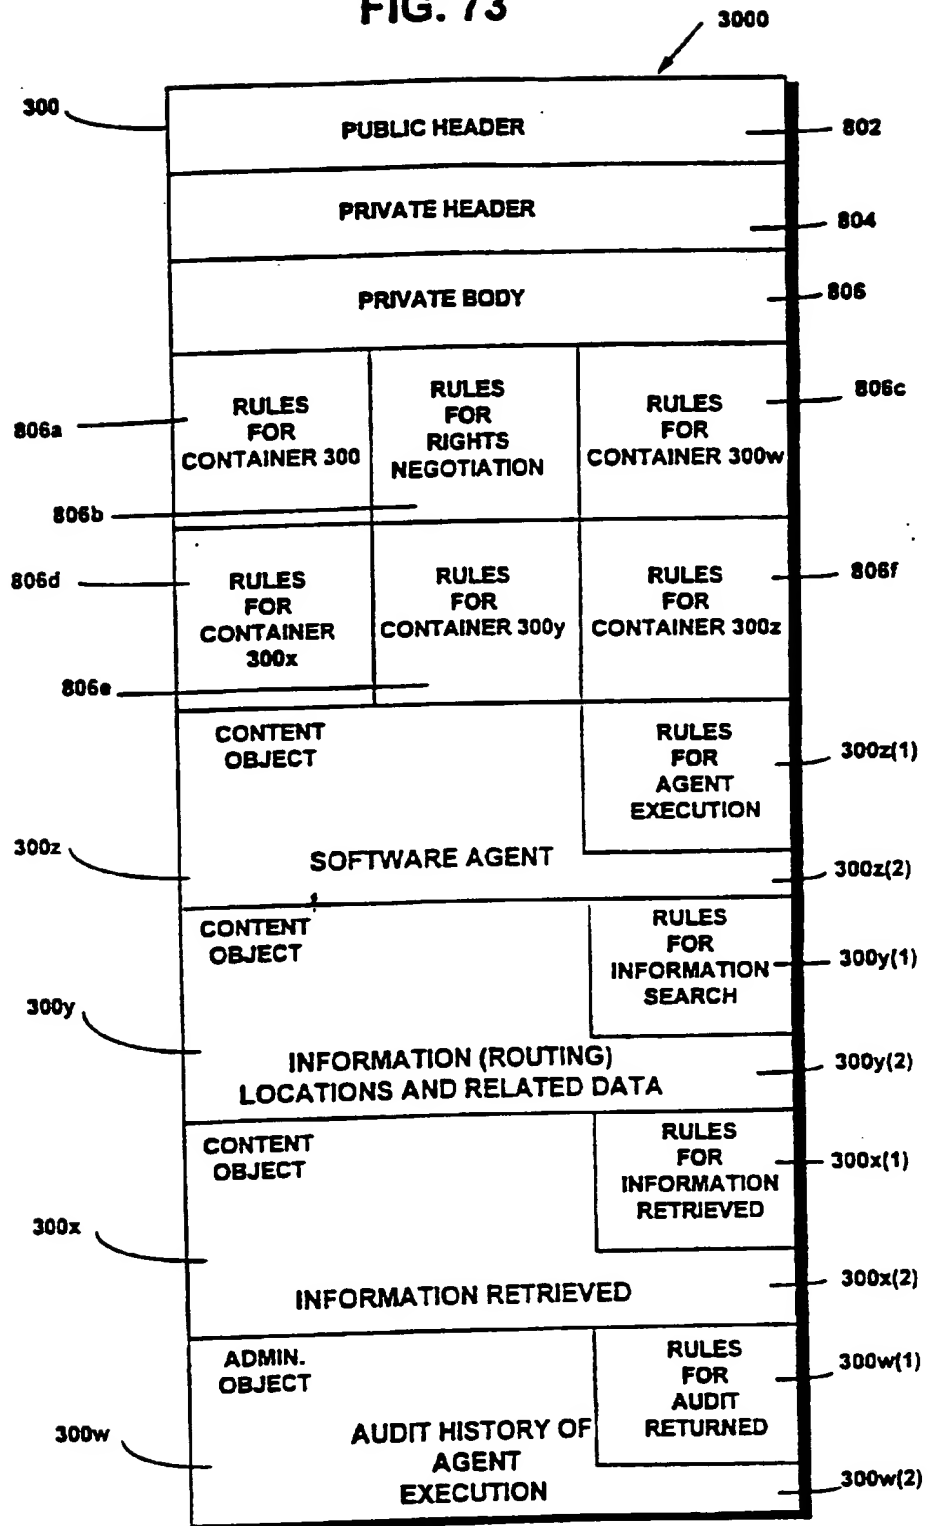 FIG. 73
3000
300
PUBLIC HEADER
802
PRIVATE HEADER
804
PRIVATE BODY
806
806a
RULES
FOR
CONTAINER 300
806b
RULES
FOR
RIGHTS
NEGOTIATION
RULES
FOR
CONTAINER 300w
806c
806d
RULES
FOR
CONTAINER
300x
806e
RULES
FOR
CONTAINER 300y
RULES
FOR
CONTAINER 300z
806f
CONTENT
OBJECT
RULES
FOR
AGENT
EXECUTION
300z(1)
300z
SOFTWARE AGENT
300z(2)
CONTENT
OBJECT
RULES
FOR
INFORMATION
SEARCH
300y(1)
300y
INFORMATION (ROUTING)
LOCATIONS AND RELATED DATA
300y(2)
CONTENT
OBJECT
RULES
FOR
INFORMATION
RETRIEVED
300x(1)
300x
INFORMATION RETRIEVED
300x(2)
ADMIN.
OBJECT
RULES
FOR
AUDIT
RETURNED
300w(1)
300w
AUDIT HISTORY OF
AGENT
EXECUTION
300w(2)